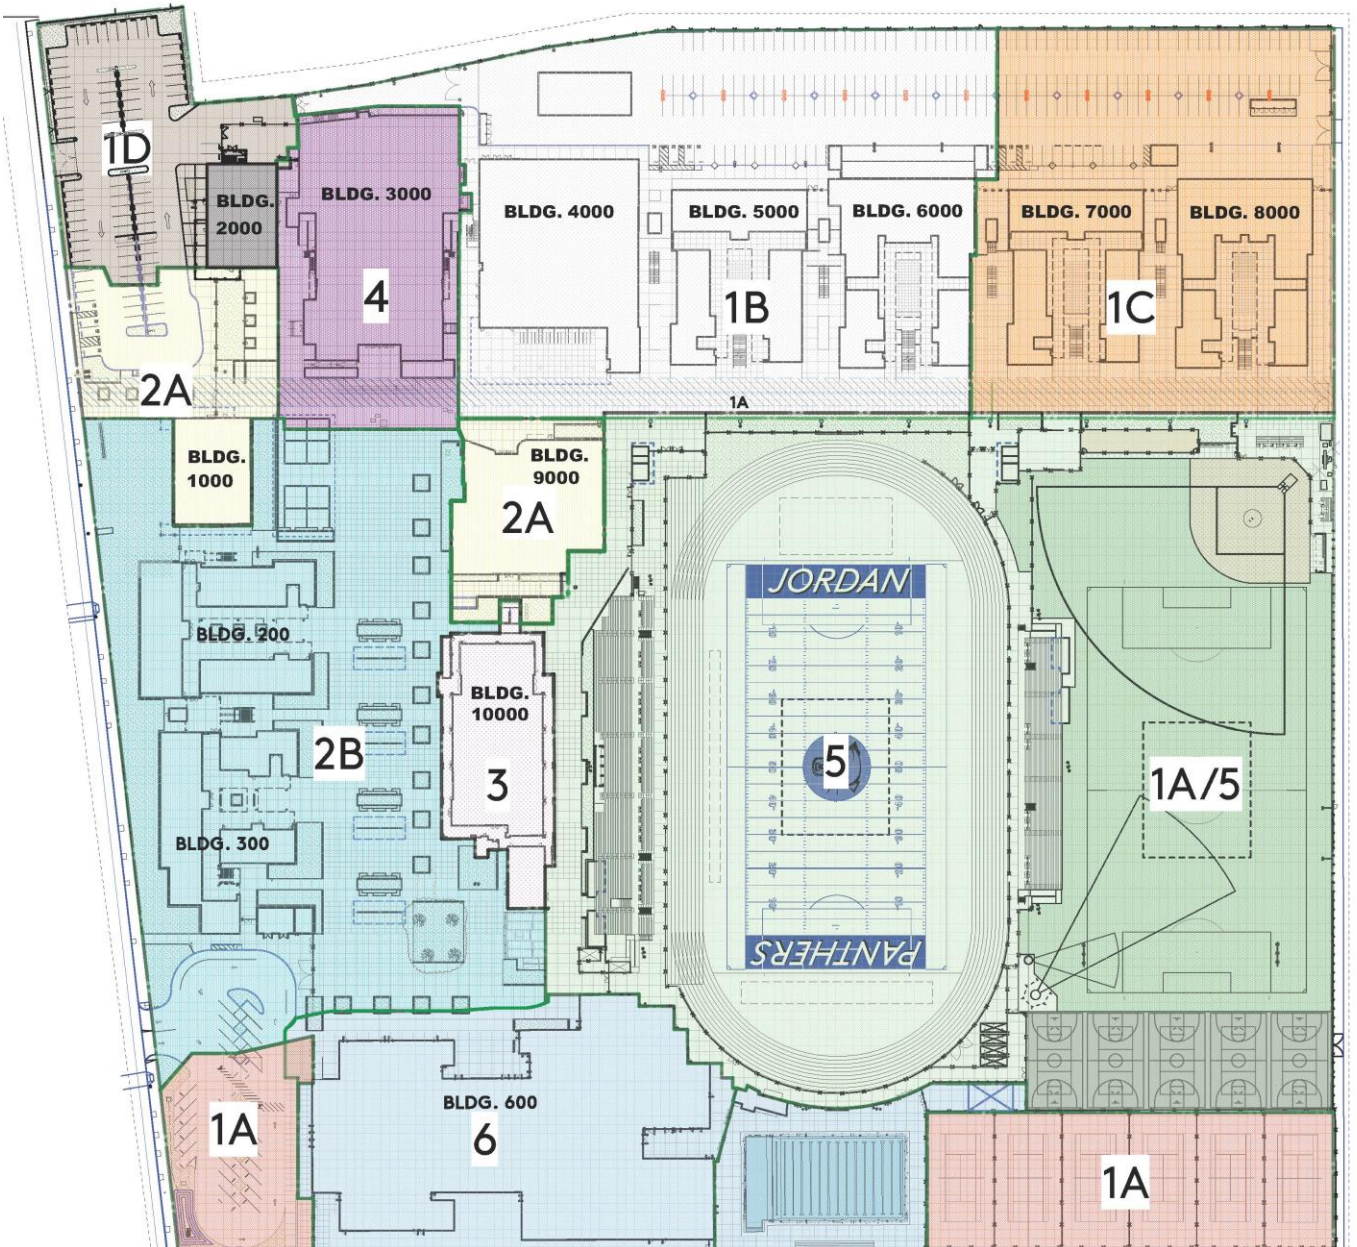 1D
BLDG.
2000
BLDG. 3000
4
BLDG. 4000
BLDG. 5000
BLDG. 6000
1B
BLDG. 7000
BLDG. 8000
1C
2A
1A
BLDG.
1000
BLDG.
9000
2A
JORDAN
BLDG. 200
BLDG.
10000
2B
3
5
1A/5
BLDG. 300
PANTHERS
1A
BLDG. 600
6
1A